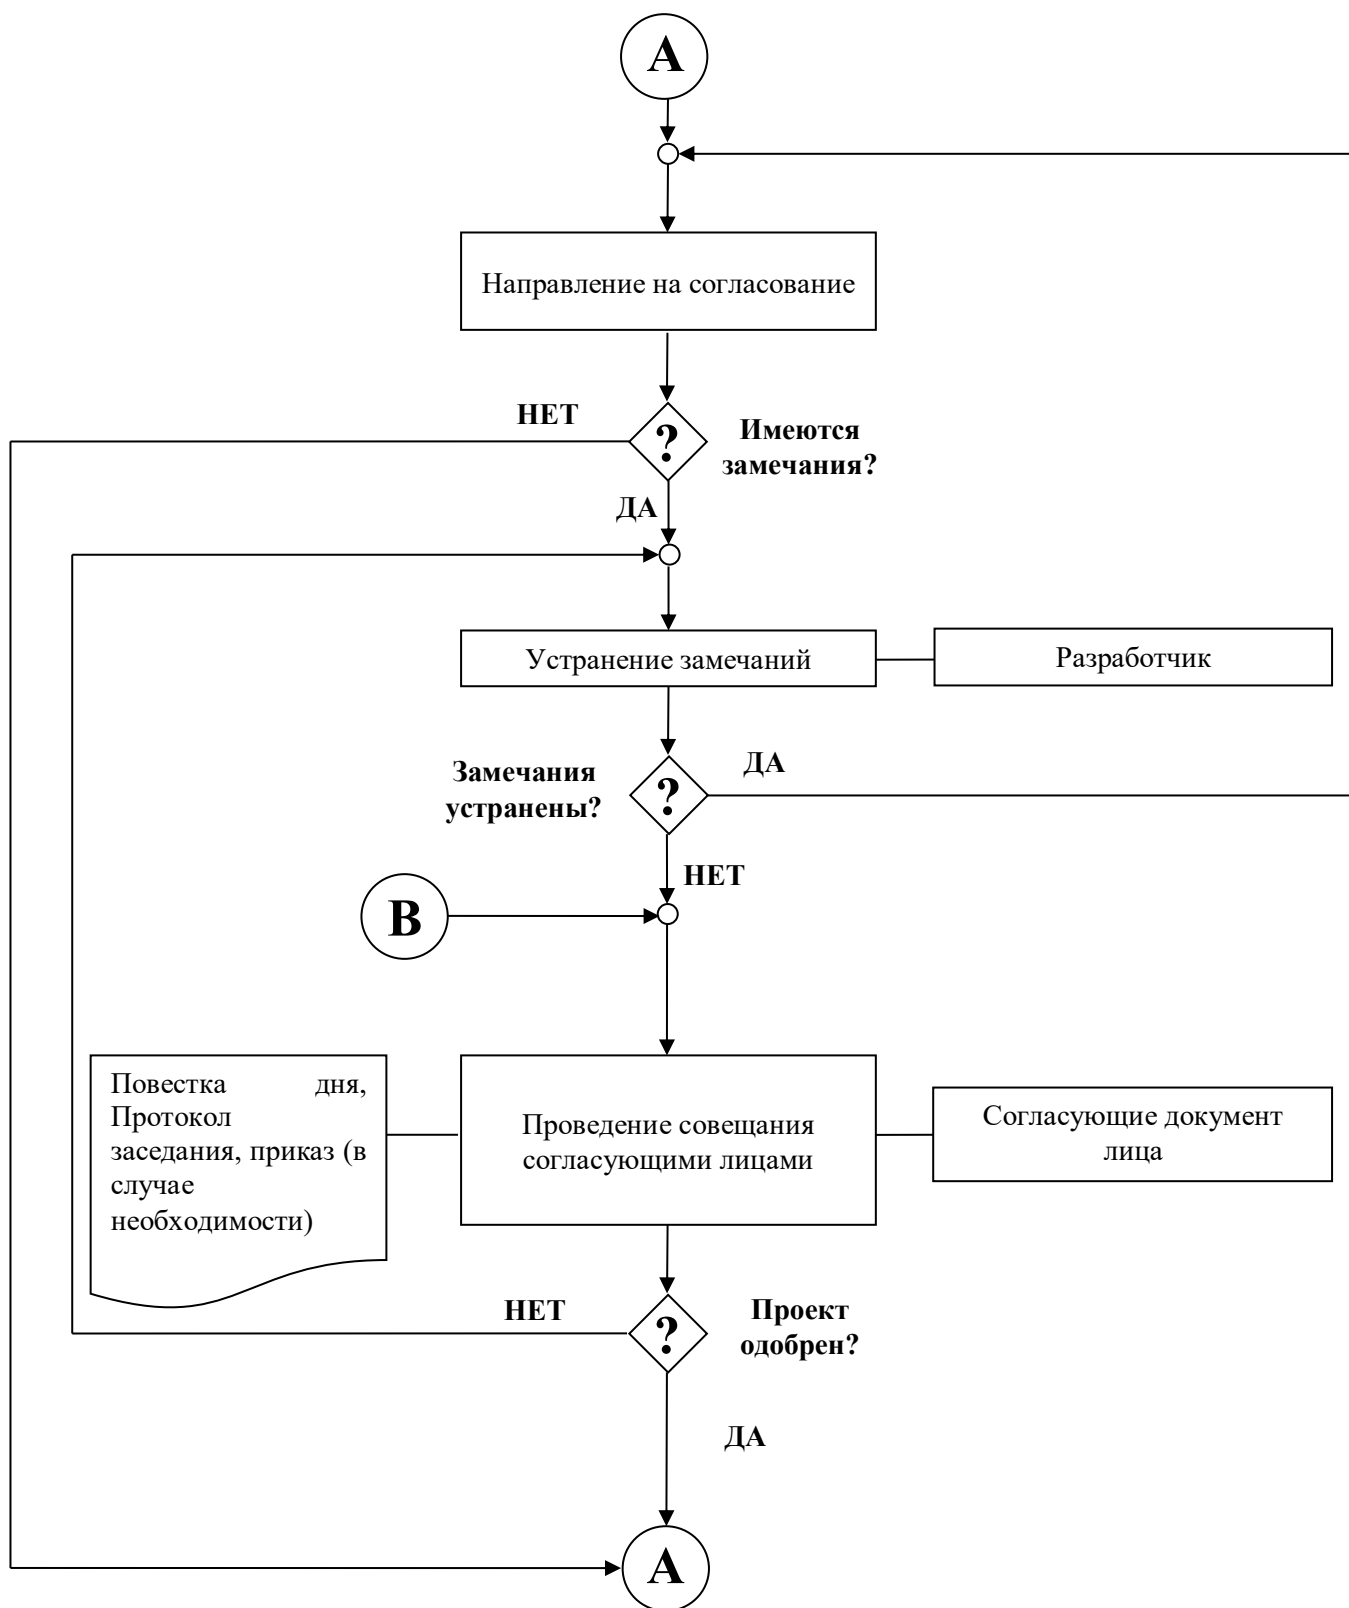 А
Направление на согласование
НЕТ
Имеются
замечания?
?
ДА
Устранение замечаний
Разработчик
ДА
Замечания
устранены?
?
НЕТ
В
Повестка дня,
Протокол
заседания, приказ (в
случае
необходимости)
Проведение совещания
согласующими лицами
Согласующие документ
лица
НЕТ
Проект
одобрен?
?
ДА
А